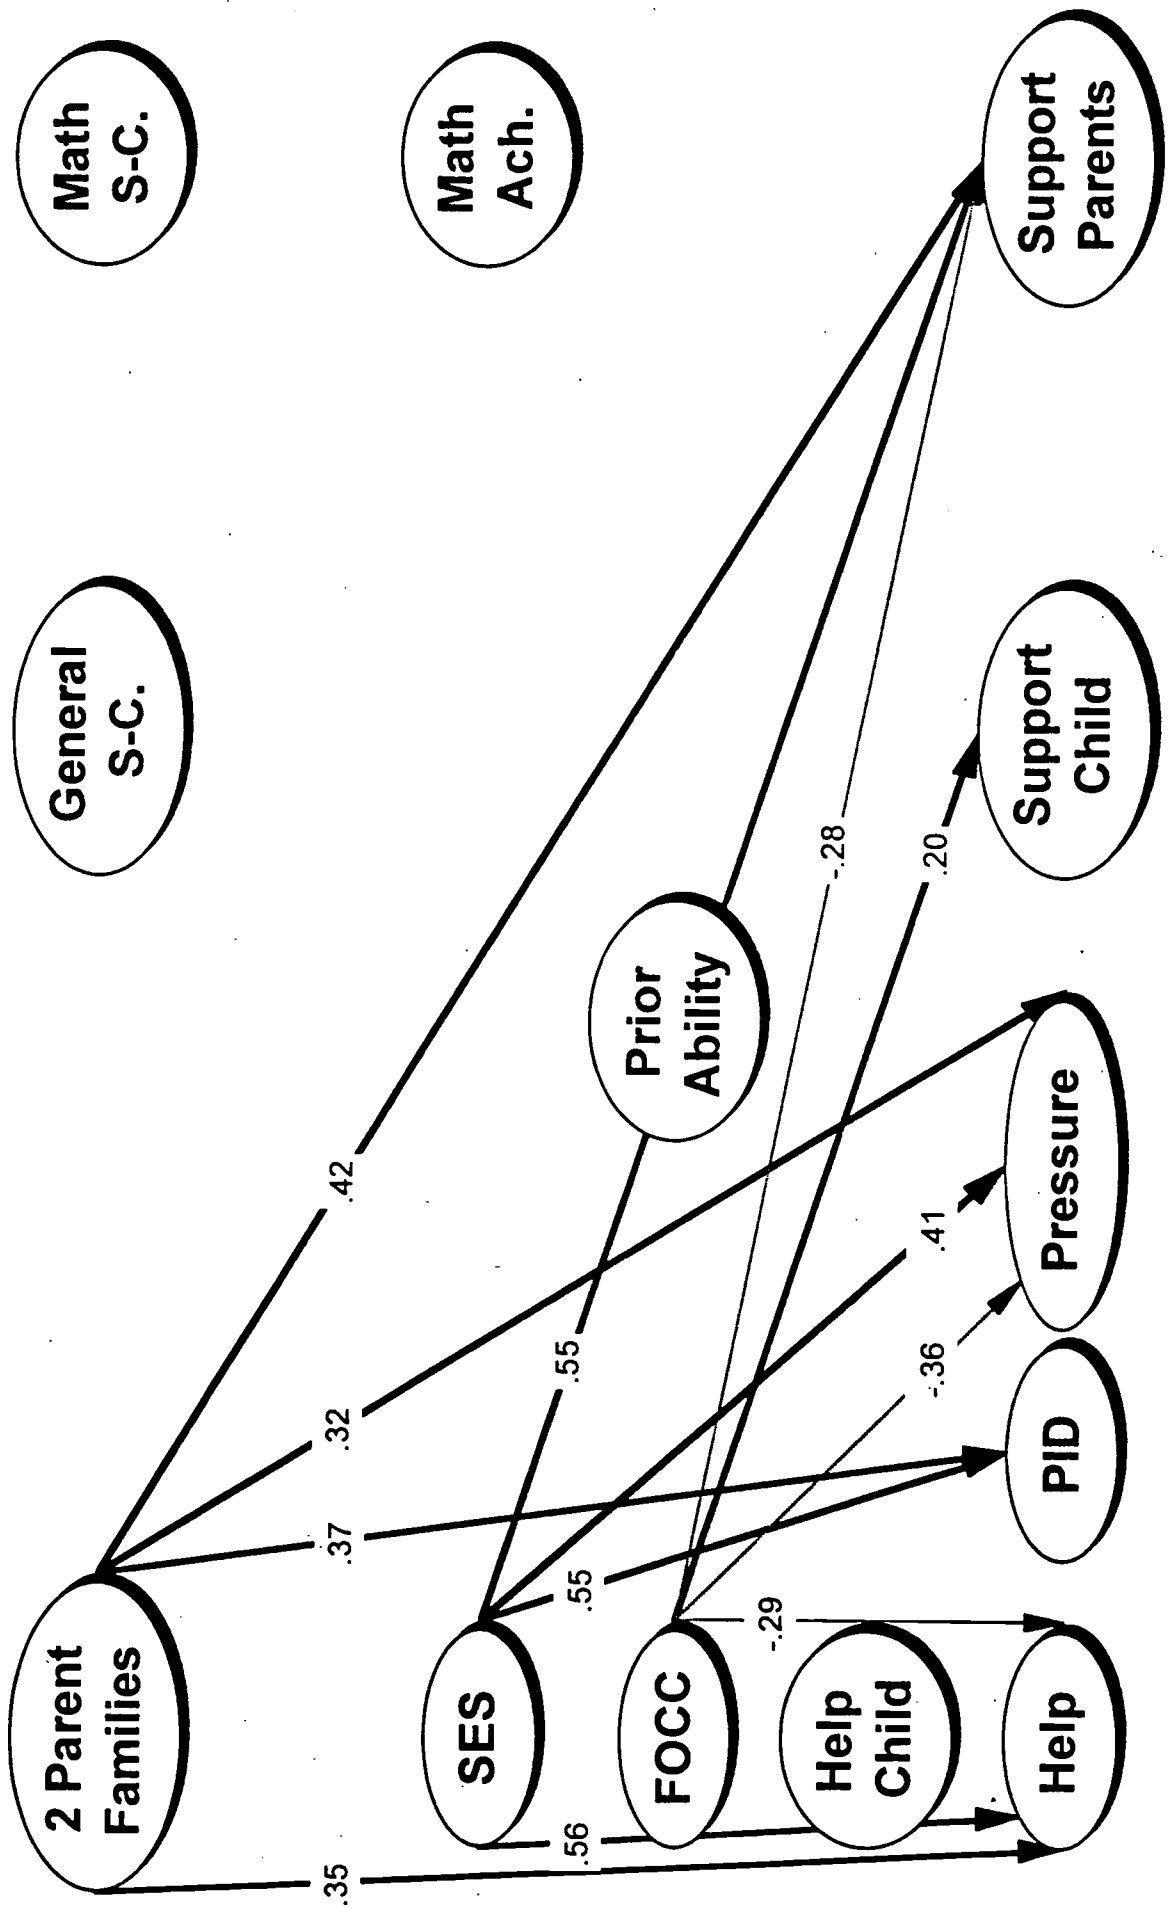 2 Parent
Families
General
S-C.
Math
S-C.
SES
Math
Ach.
FOCC
Prior
Ability
Help
Child
Help
PID
Pressure
Support
Child
Support
Parents
.35
.37
.32
.42
.56
.55
.55
.41
-.29
-.36
.20
-.28